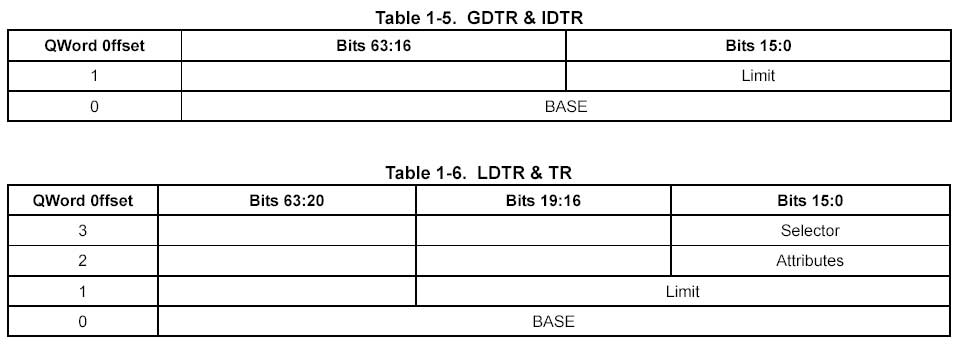 Table 1-5. GDTR & IDTR
QWord 0ffset Bits 63:16 Bits 15:0
1 Limit
0 BASE
Table 1-6. LDTR & TR
QWord 0ffset Bits 63:20 Bits 19:16 Bits 15:0
3 Selector
2 Attributes
1 Limit
0 BASE